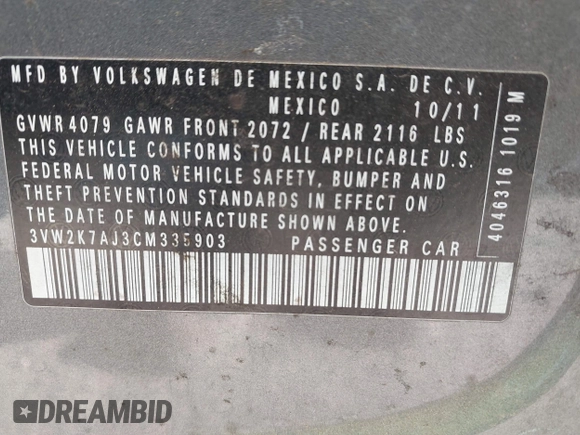 MFD BY VOLKSWAGEN DE MEXICO S.A. DE C.V.
MEXICO 10/11
GVWR 4079 GAWR FRONT 2072 / REAR 2116 LBS
THIS VEHICLE CONFORMS TO ALL APPLICABLE U.S.
FEDERAL MOTOR VEHICLE SAFETY, BUMPER AND
THEFT PREVENTION STANDARDS IN EFFECT ON
THE DATE OF MANUFACTURE SHOWN ABOVE.
3VW2K7AJ3CM335903 PASSENGER CAR
4046316 1019 M
DREAMBID